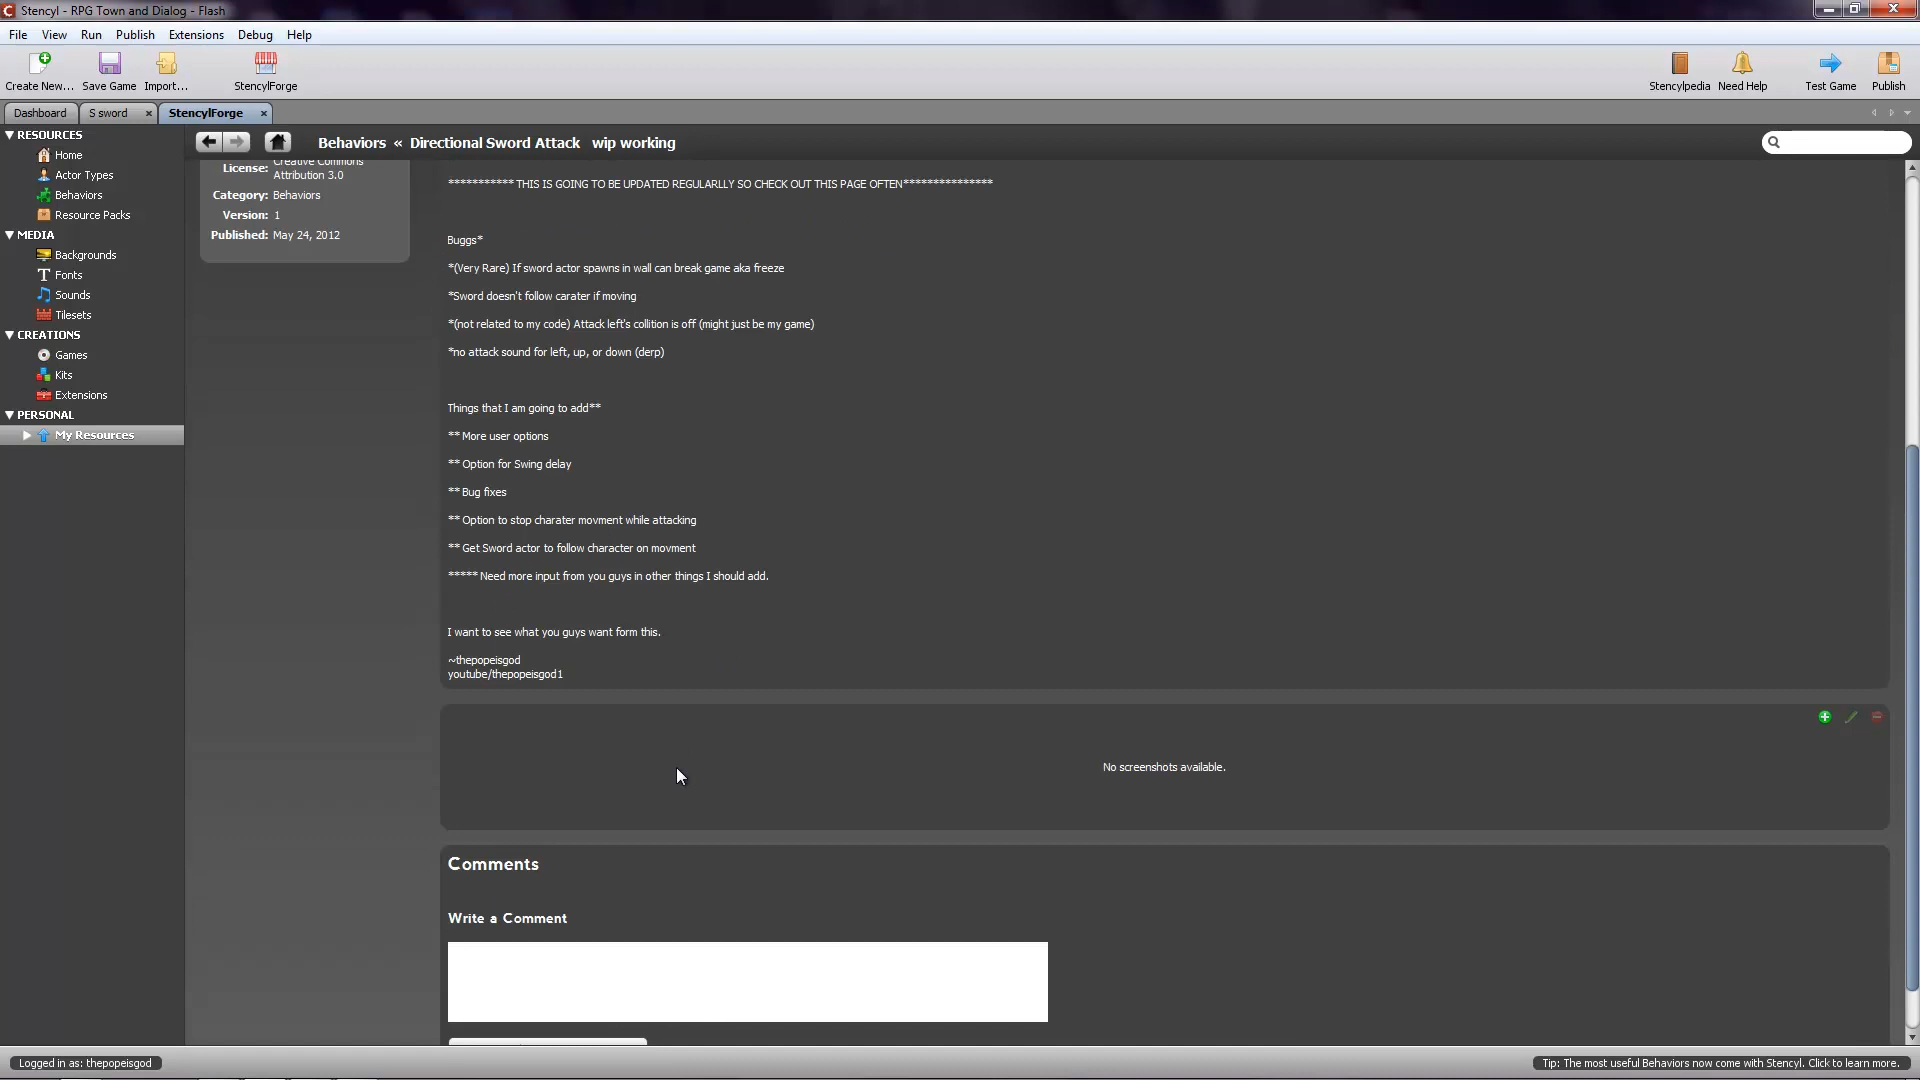 Stencyl - RPG Town and Dialog - Flash
File View Run Publish Extensions Debug Help
Create New... Save Game Import... StencylForge Stencylpedia Need Help Test Game Publish
Dashboard S sword StencylForge
RESOURCES
Home
Actor Types
Behaviors
Resource Packs
MEDIA
Backgrounds
Fonts
Sounds
Tilesets
CREATIONS
Games
Kits
Extensions
PERSONAL
My Resources
Behaviors « Directional Sword Attack wip working
License: Creative Commons
Attribution 3.0
Category: Behaviors
Version: 1
Published: May 24, 2012
*********** THIS IS GOING TO BE UPDATED REGULARLLY SO CHECK OUT THIS PAGE OFTEN***************
Buggs*
*(Very Rare) If sword actor spawns in wall can break game aka freeze
*Sword doesn't follow carater if moving
*(not related to my code) Attack left's collition is off (might just be my game)
*no attack sound for left, up, or down (derp)
Things that I am going to add**
** More user options
** Option for Swing delay
** Bug fixes
** Option to stop charater movment while attacking
** Get Sword actor to follow character on movment
***** Need more input from you guys in other things I should add.
I want to see what you guys want form this.
~thepopeisgod
youtube/thepopeisgod1
No screenshots available.
Comments
Write a Comment
Logged in as: thepopeisgod
Tip: The most useful Behaviors now come with Stencyl. Click to learn more.